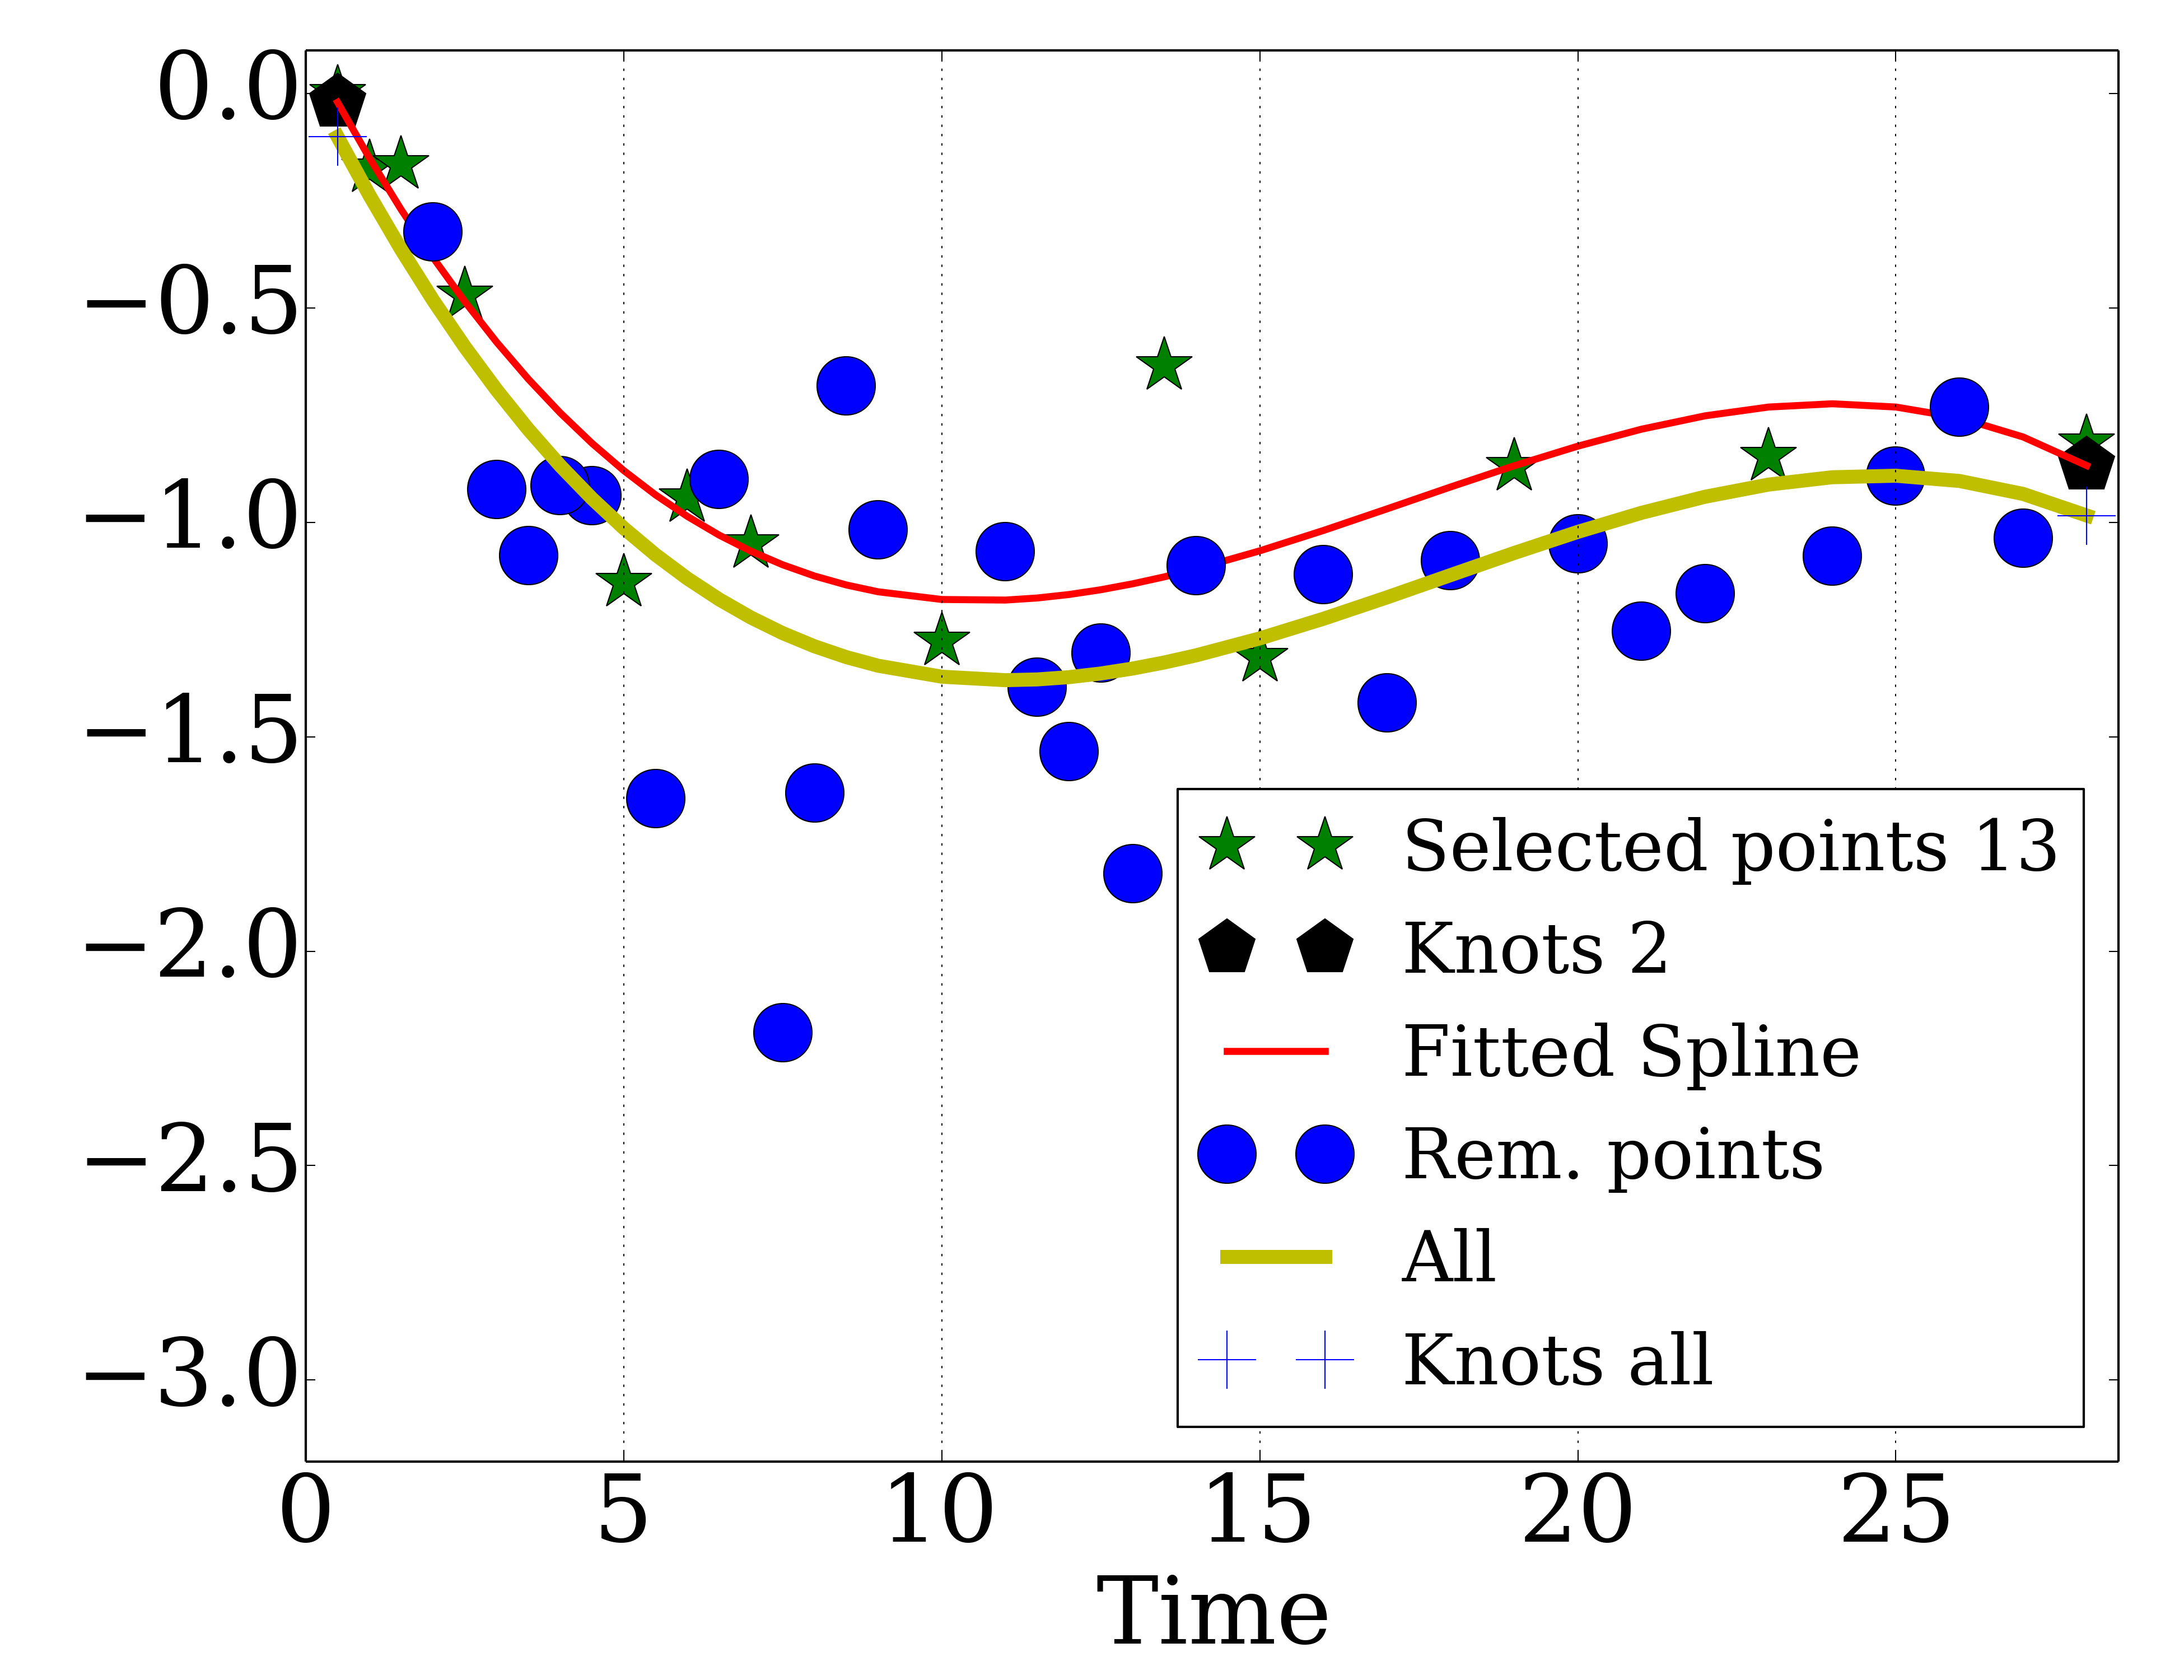 0.0
−0.5
−1.0
−1.5
−2.0
−2.5
−3.0
Selected points 13
Knots 2
Fitted Spline
Rem. points
All
Knots all
0 5 10 15 20 25
Time